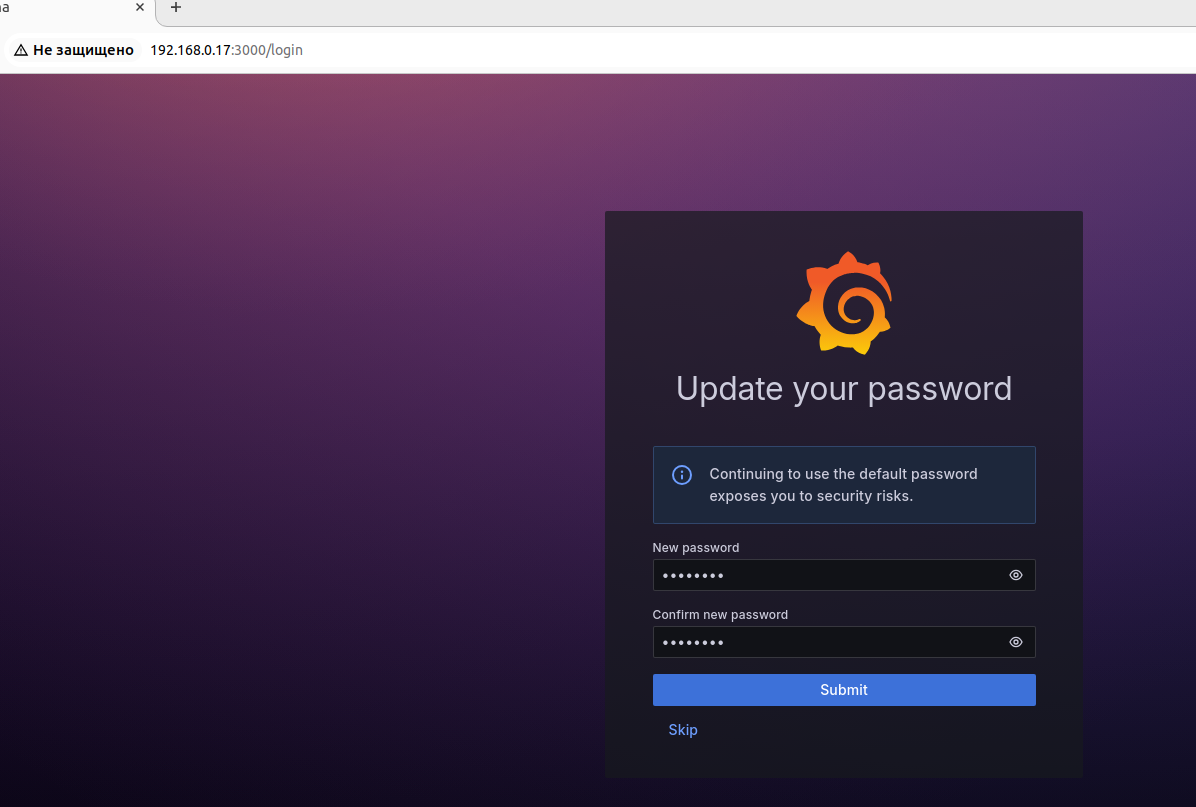 Не защищено 192.168.0.17:3000/login
Update your password
Continuing to use the default password
exposes you to security risks.
New password
••••••••
Confirm new password
••••••••
Submit
Skip